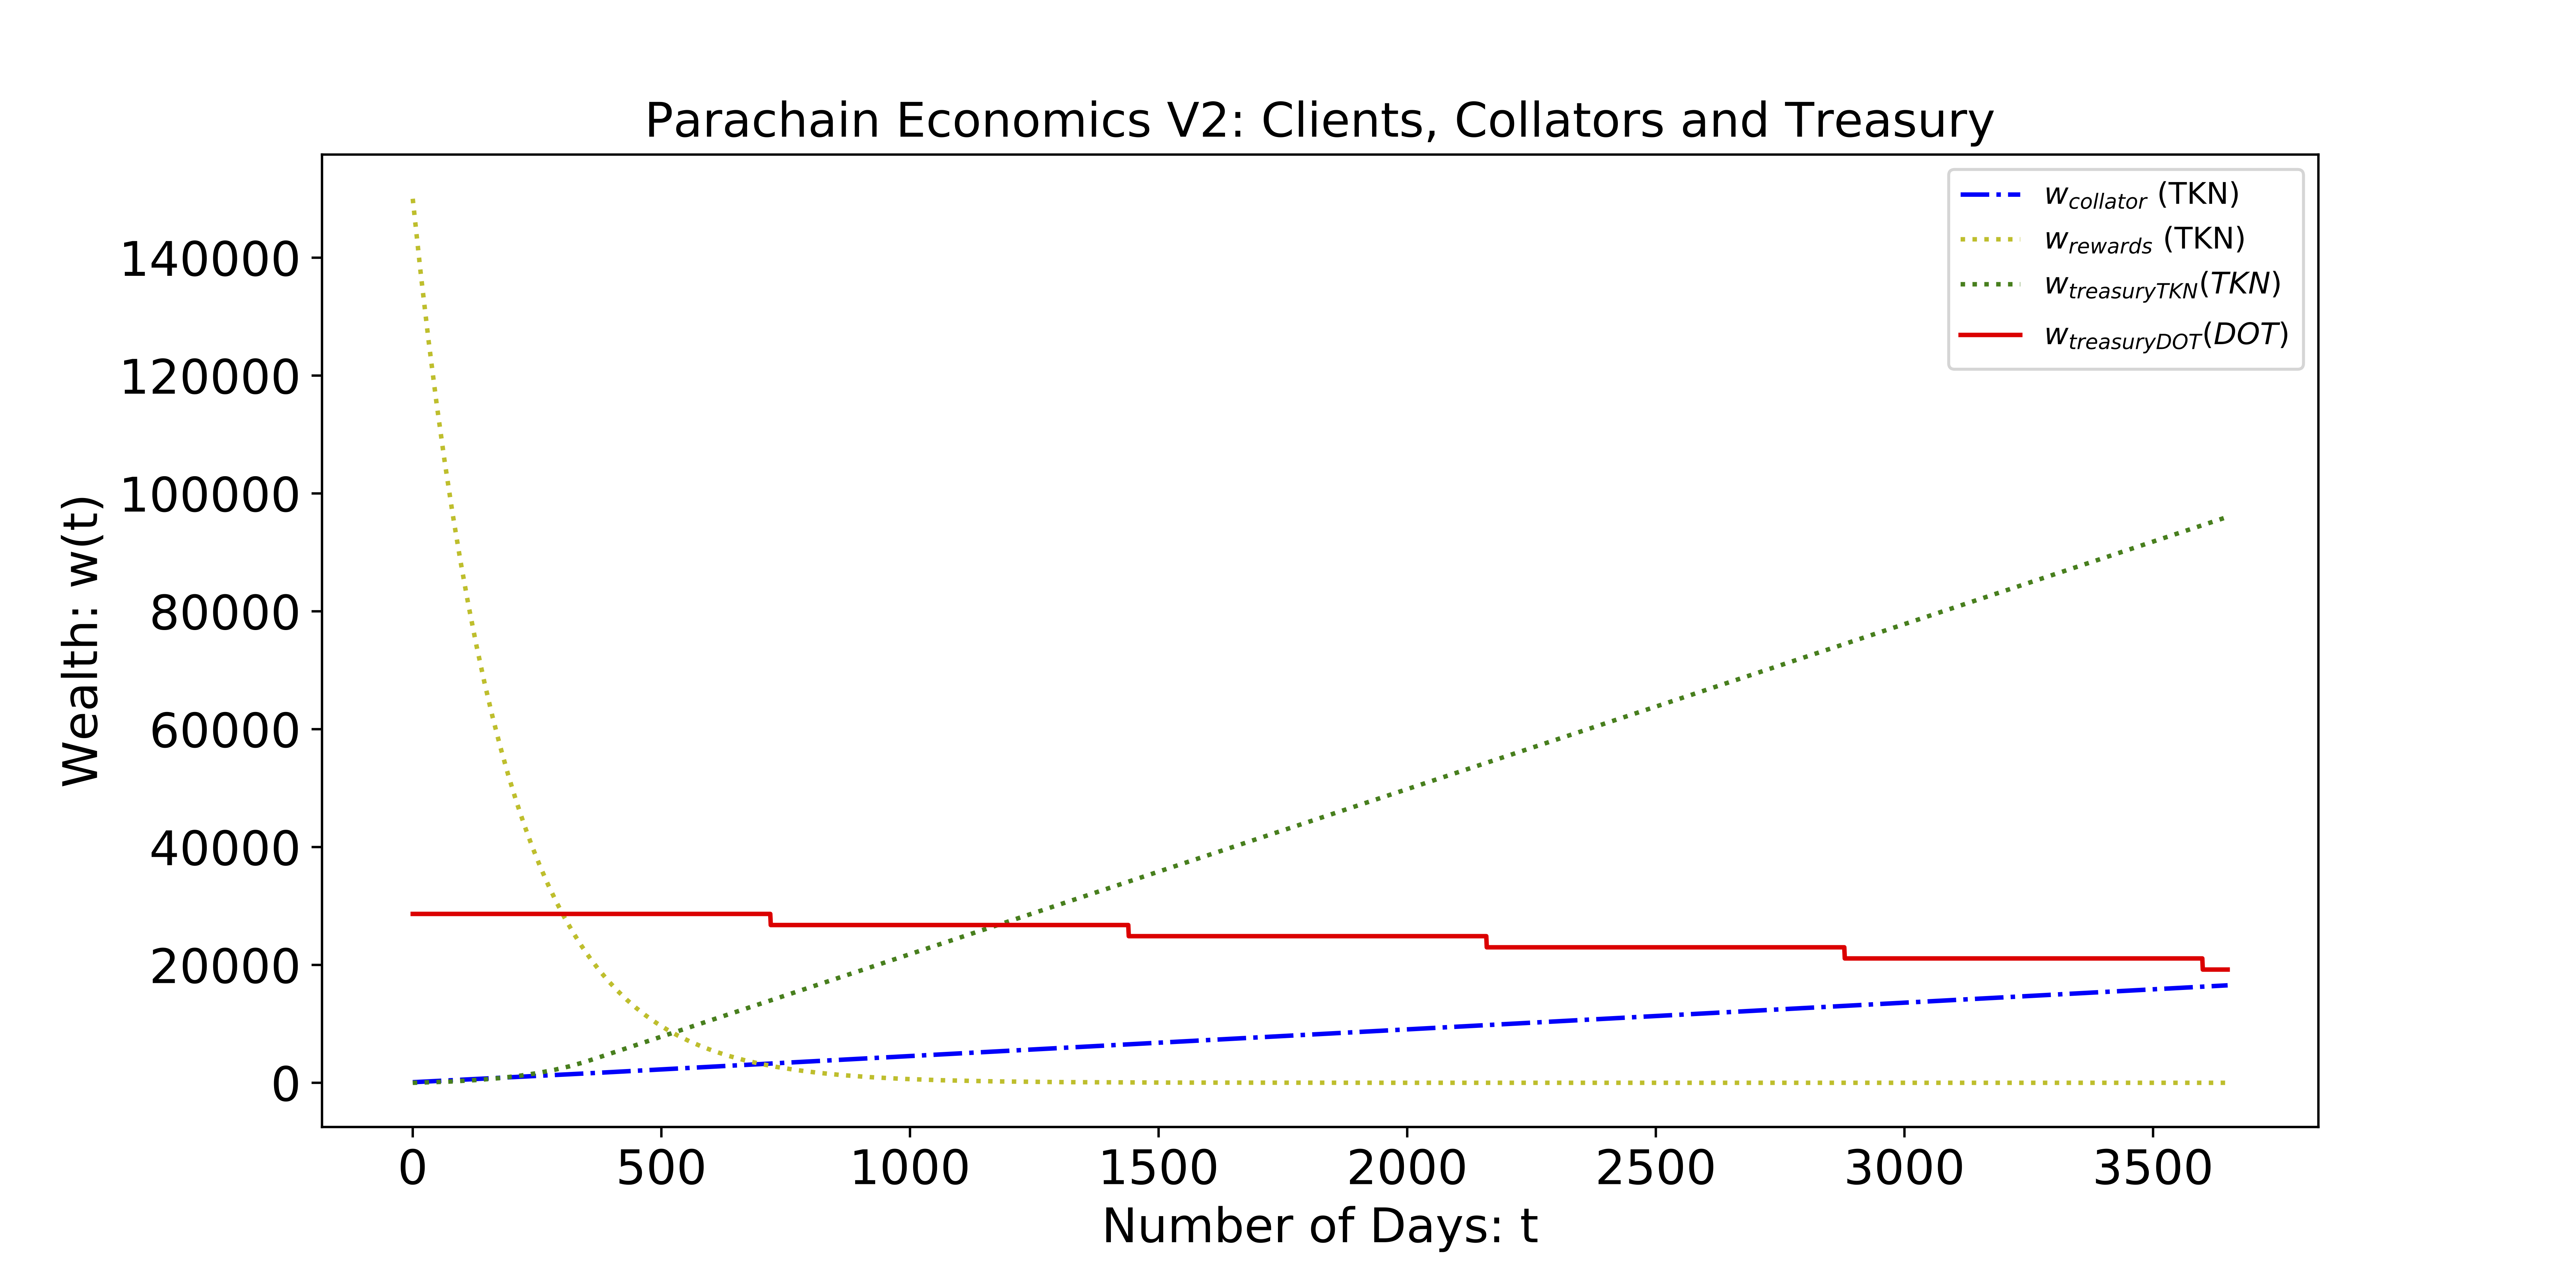 Parachain Economics V2: Clients, Collators and Treasury
w_collator (TKN)
w_rewards (TKN)
w_treasuryTKN(TKN)
w_treasuryDOT(DOT)
Wealth: w(t)
140000
120000
100000
80000
60000
40000
20000
0
0 500 1000 1500 2000 2500 3000 3500
Number of Days: t